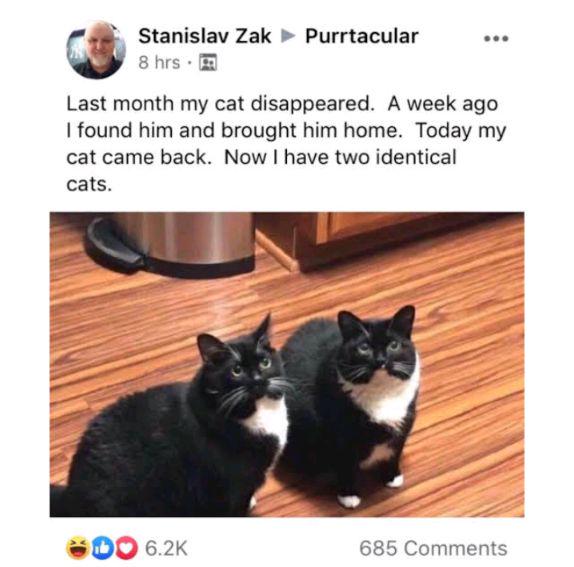 Stanislav Zak ▶ Purrtacular
8 hrs ·
Last month my cat disappeared. A week ago
I found him and brought him home. Today my
cat came back. Now I have two identical
cats.
6.2K 685 Comments